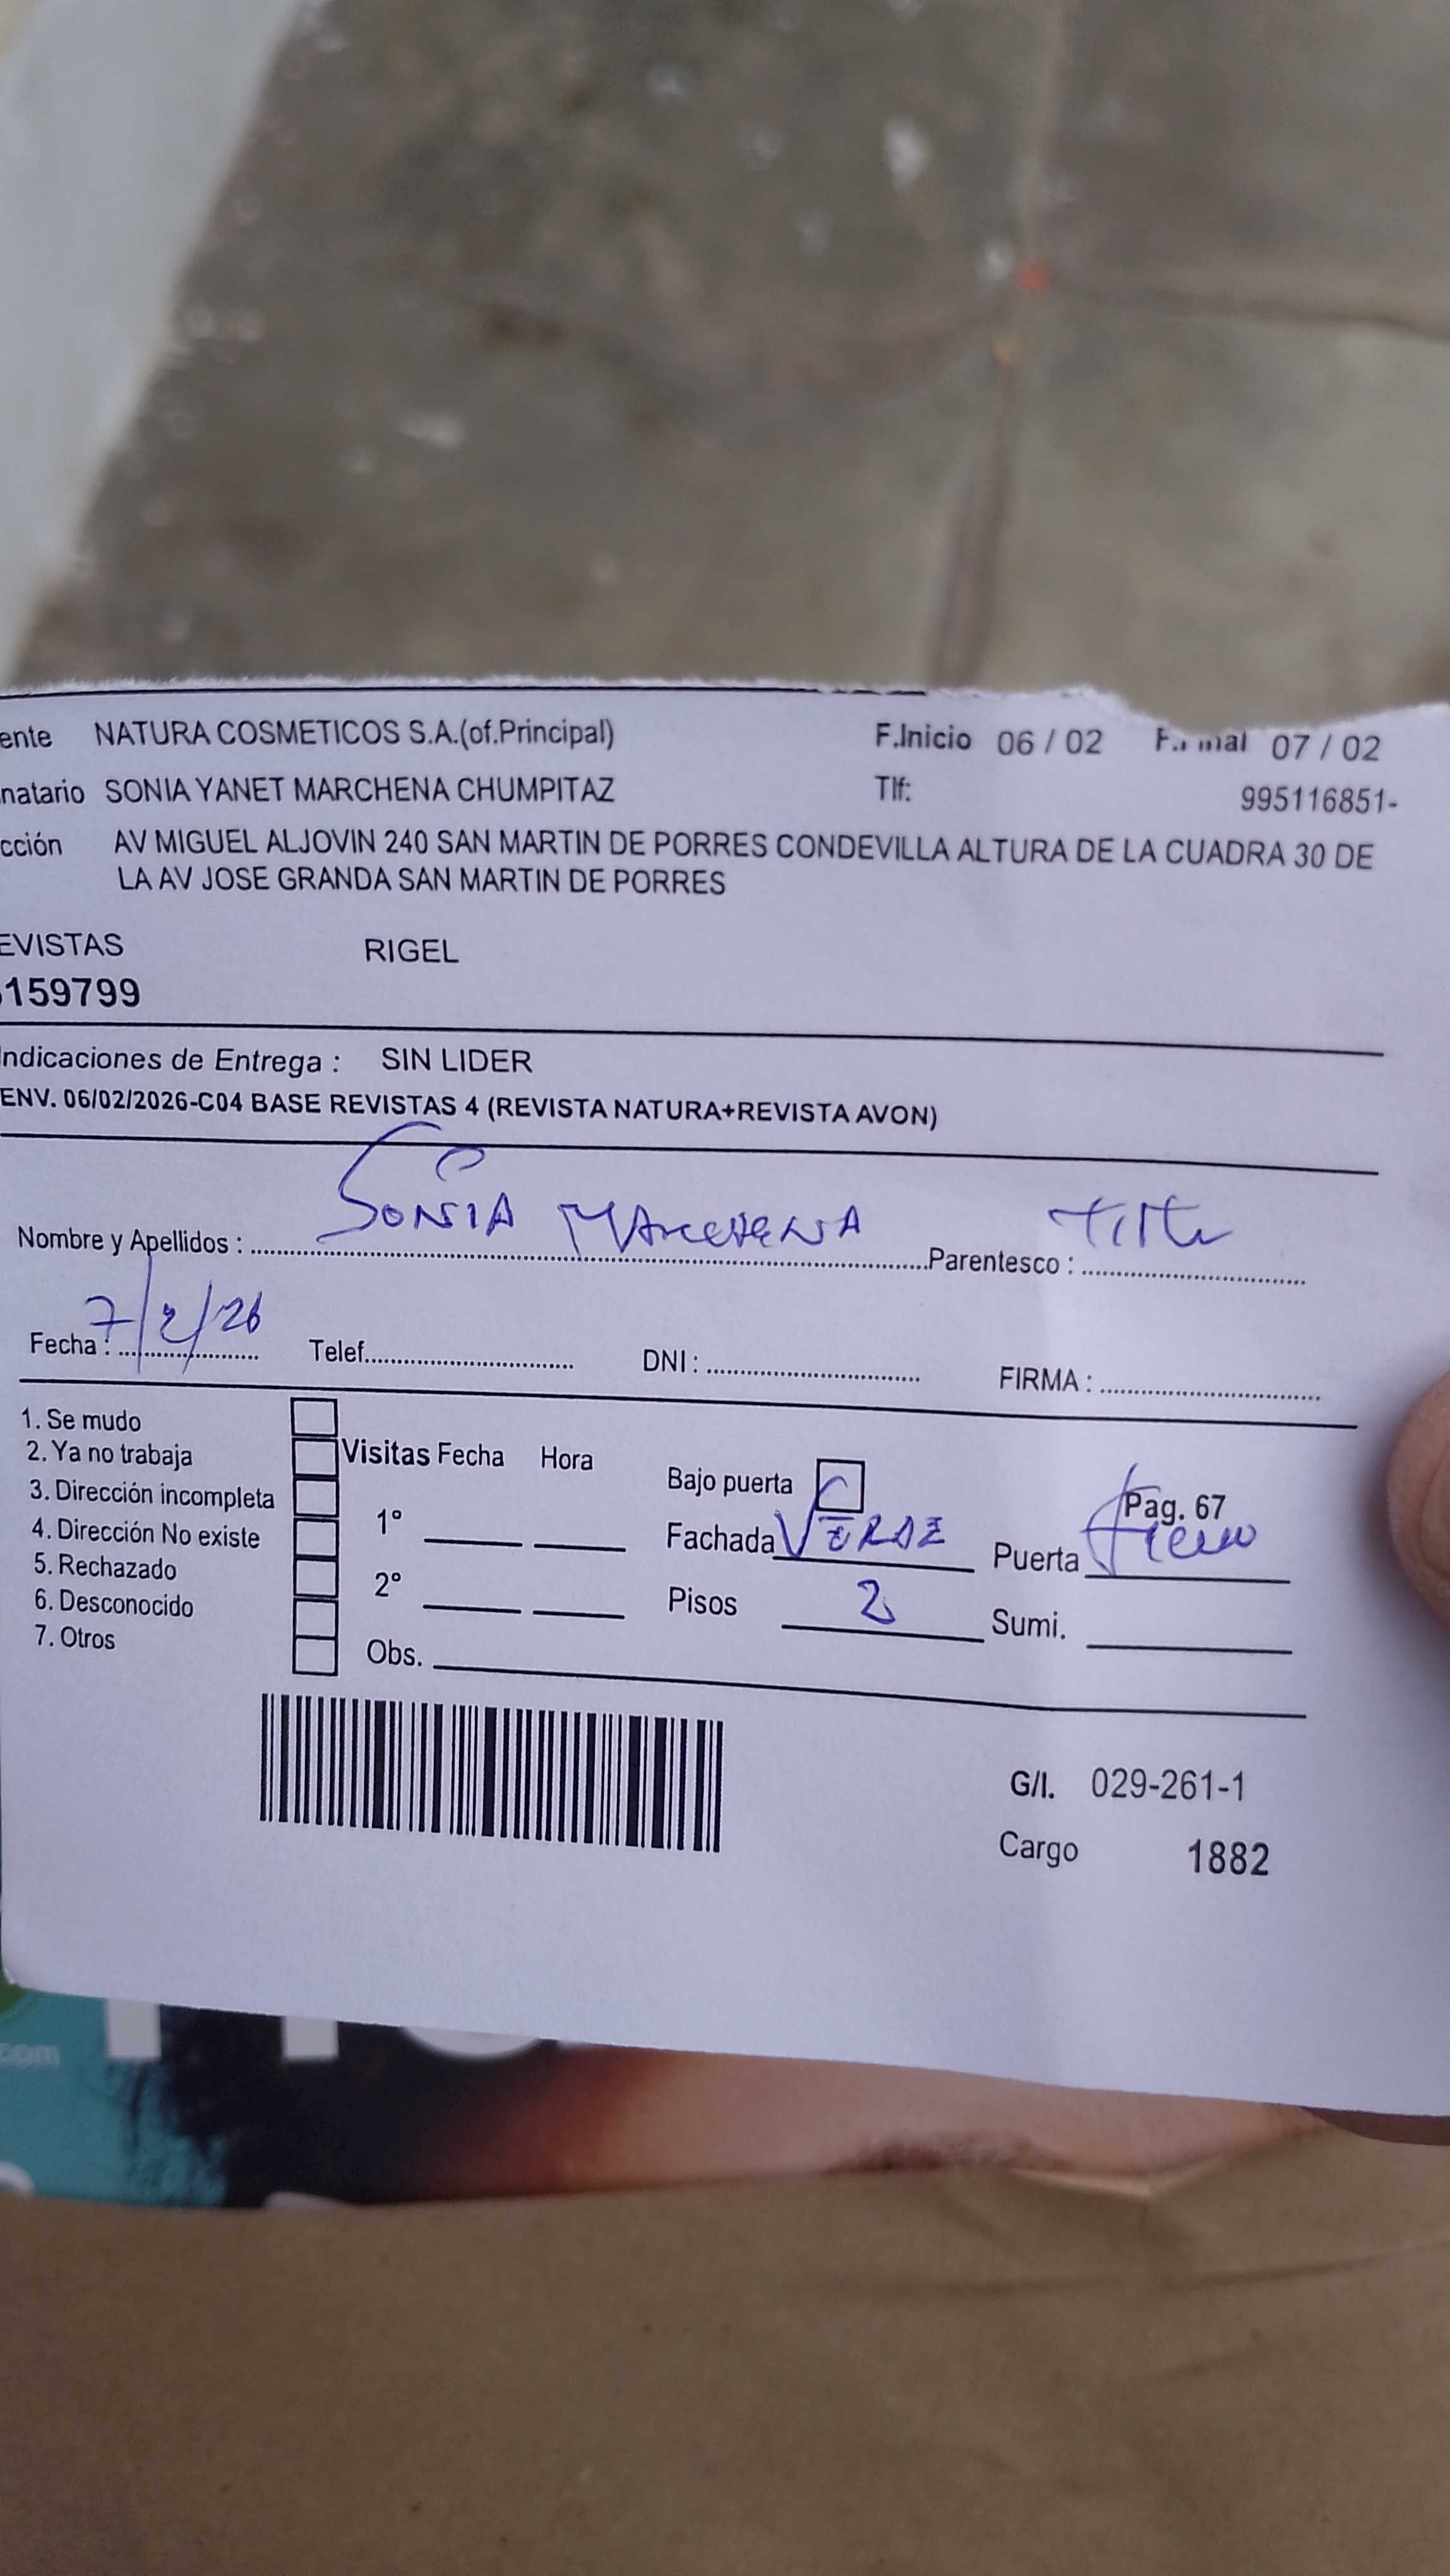 ente NATURA COSMETICOS S.A.(of.Principal) F.Inicio 06 / 02 F. inal 07 / 02
natario SONIA YANET MARCHENA CHUMPITAZ Tlf: 995116851-
cción AV MIGUEL ALJOVIN 240 SAN MARTIN DE PORRES CONDEVILLA ALTURA DE LA CUADRA 30 DE
LA AV JOSE GRANDA SAN MARTIN DE PORRES
EVISTAS RIGEL
159799
Indicaciones de Entrega : SIN LIDER
ENV. 06/02/2026-C04 BASE REVISTAS 4 (REVISTA NATURA+REVISTA AVON)
Nombre y Apellidos : SONIA MARCHENA Parentesco :
Fecha : 7/2/26 Telef. DNI : FIRMA :
1. Se mudo
2. Ya no trabaja
3. Dirección incompleta
4. Dirección No existe
5. Rechazado
6. Desconocido
7. Otros
Visitas Fecha Hora
1°
2°
Obs.
Bajo puerta
Fachada VERDE
Pisos 2
Pag. 67
Puerta Fierro
Sumi.
G/I. 029-261-1
Cargo 1882
com